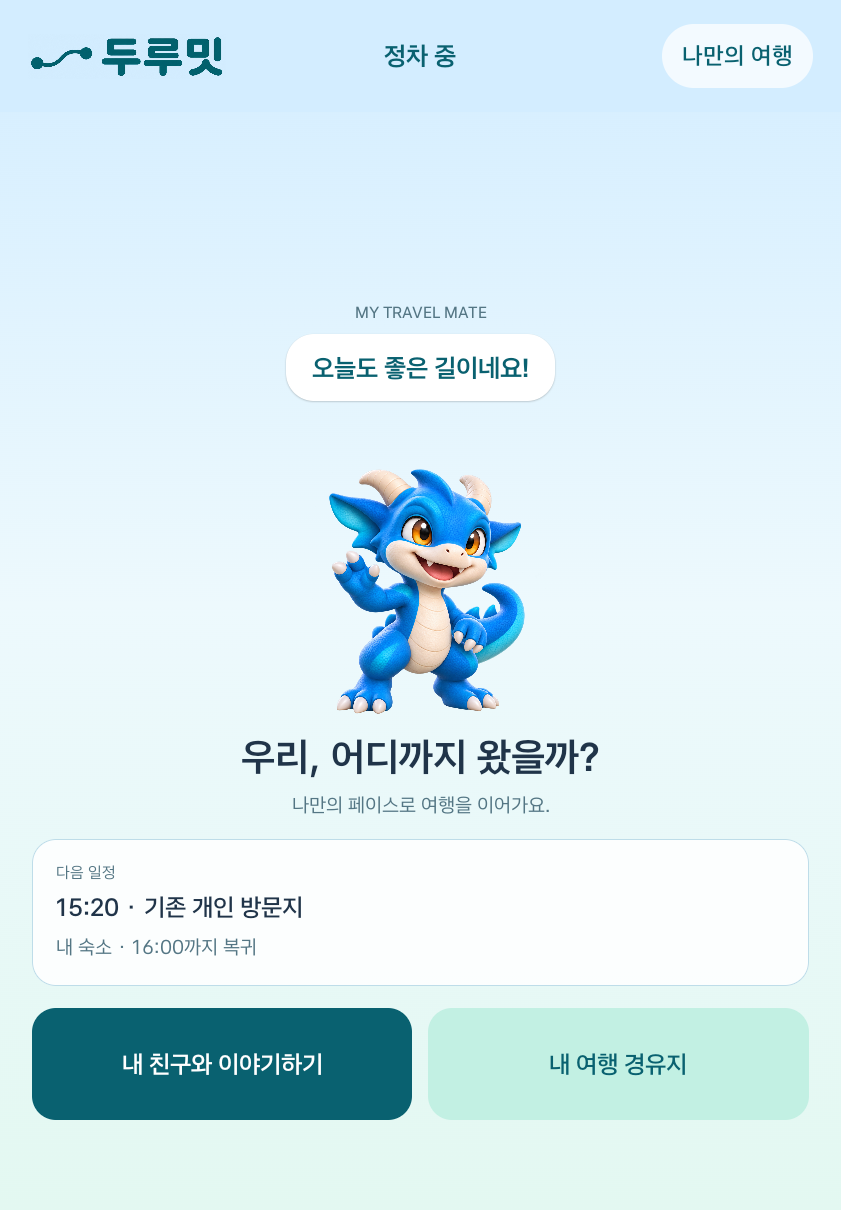 두루밋
정차 중
나만의 여행
MY TRAVEL MATE
오늘도 좋은 길이네요!
우리, 어디까지 왔을까?
나만의 페이스로 여행을 이어가요.
다음 일정
15:20 · 기존 개인 방문지
내 숙소 · 16:00까지 복귀
내 친구와 이야기하기
내 여행 경유지